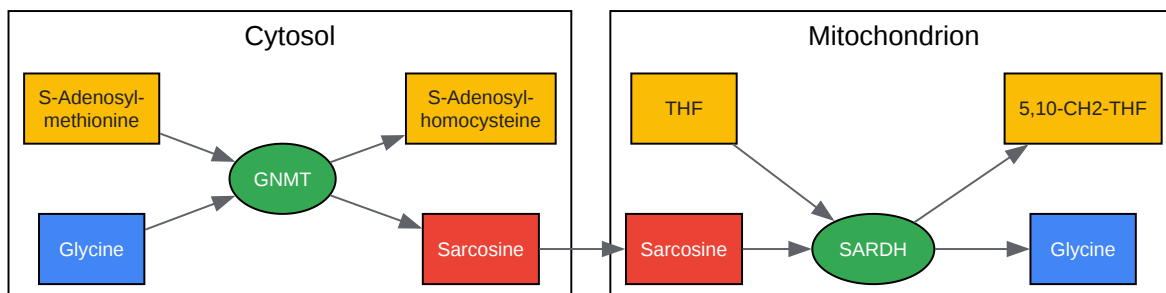 Cytosol
Mitochondrion
S-Adenosyl-
methionine
S-Adenosyl-
homocysteine
THF
5,10-CH2-THF
GNMT
Glycine
Sarcosine
Sarcosine
SARDH
Glycine